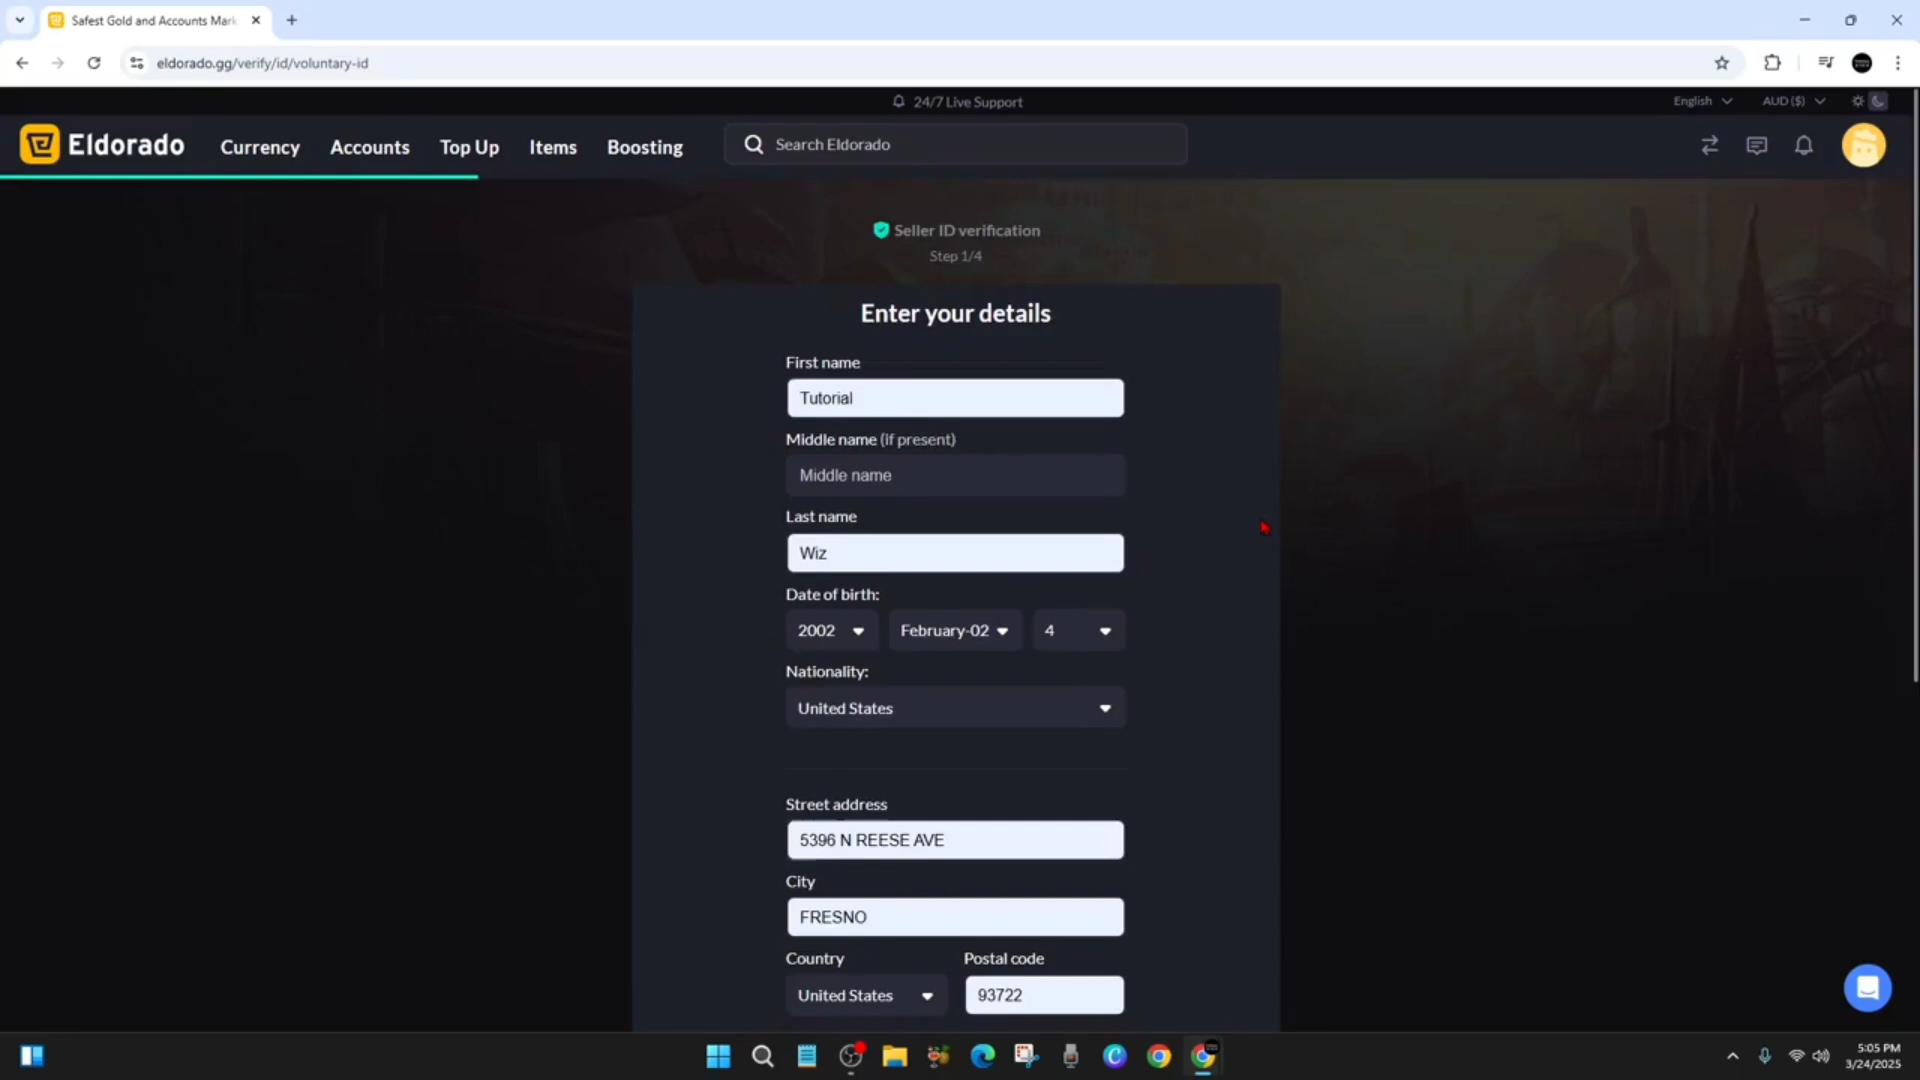 Safest Gold and Accounts Mark
eldorado.gg/verify/id/voluntary-id
24/7 Live Support
English
AUD ($)
Eldorado
Currency
Accounts
Top Up
Items
Boosting
Search Eldorado
Seller ID verification
Step 1/4
Enter your details
First name
Tutorial
Middle name (if present)
Middle name
Last name
Wiz
Date of birth:
2002
February-02
4
Nationality:
United States
Street address
5396 N REESE AVE
City
FRESNO
Country
Postal code
United States
93722
5:05 PM
3/24/2025